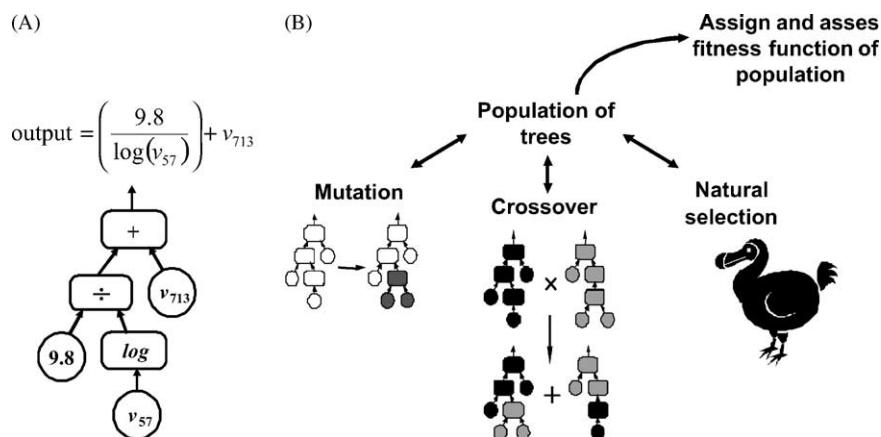 (A)
output = ( 9.8 / log(v57) ) + v713
+
÷
v713
9.8
log
v57
(B)
Assign and asses
fitness function of
population
Population of
trees
Mutation
Crossover
Natural
selection
×
+